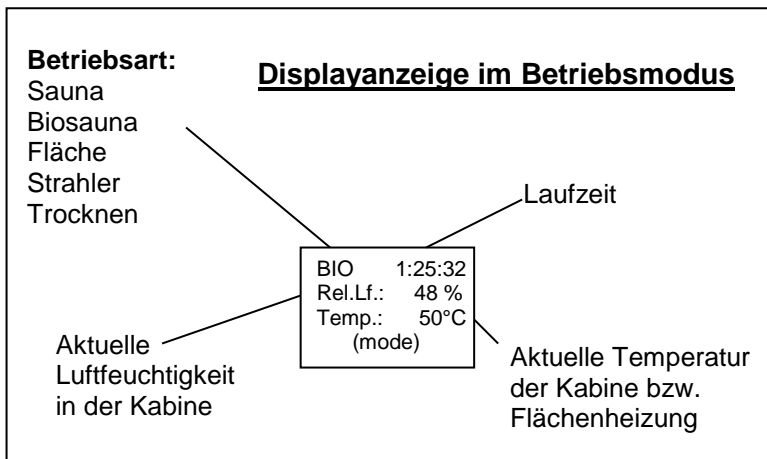 Betriebsart:
Sauna
Biosauna
Fläche
Strahler
Trocknen
Displayanzeige im Betriebsmodus
Laufzeit
BIO 1:25:32
Rel.Lf.: 48 %
Temp.: 50°C
(mode)
Aktuelle
Luftfeuchtigkeit
in der Kabine
Aktuelle Temperatur
der Kabine bzw.
Flächenheizung